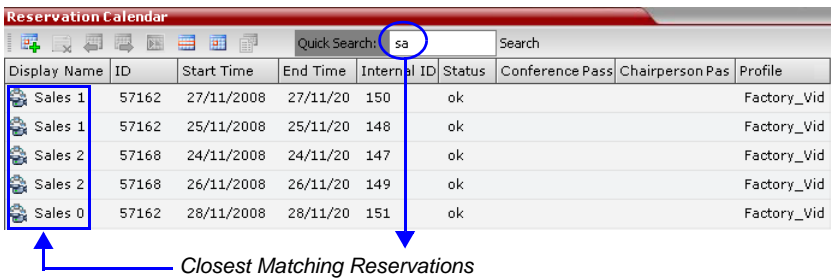 Reservation Calendar
Quick Search: sa Search
Display Name ID Start Time End Time Internal ID Status Conference Pass Chairperson Pas Profile
Sales 1 57162 27/11/2008 27/11/20 150 ok Factory_Vid
Sales 1 57162 25/11/2008 25/11/20 148 ok Factory_Vid
Sales 2 57168 24/11/2008 24/11/20 147 ok Factory_Vid
Sales 2 57168 26/11/2008 26/11/20 149 ok Factory_Vid
Sales 0 57162 28/11/2008 28/11/20 151 ok Factory_Vid
Closest Matching Reservations